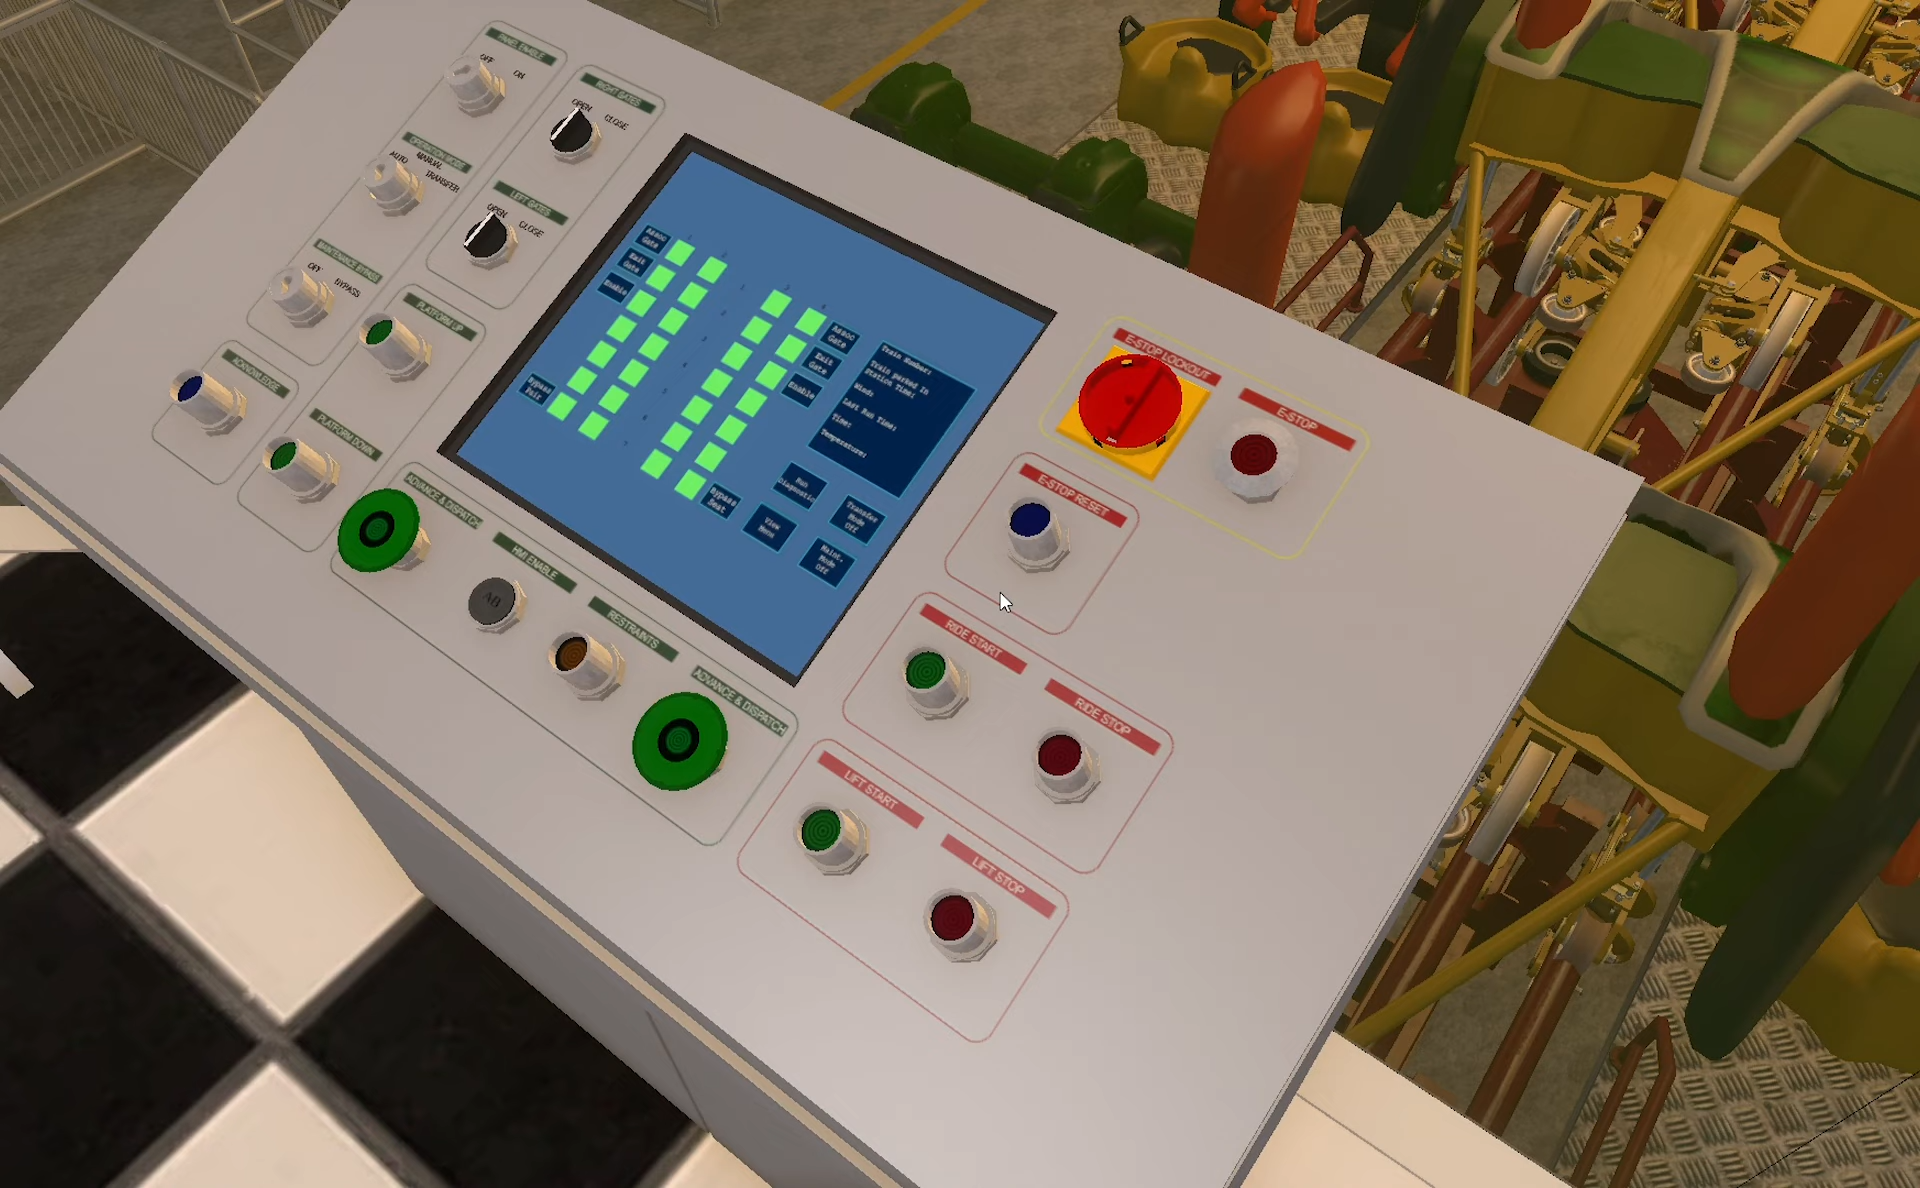 PANEL ENABLE
OFF
ON
RIGHT GATES
OPEN
CLOSE
OPERATION MODE
AUTO
MANUAL
TRANSFER
LEFT GATES
OPEN
CLOSE
MAINTENANCE BYPASS
OFF
BYPASS
PLATFORM UP
ACKNOWLEDGE
PLATFORM DOWN
ADVANCE & DISPATCH
HMI ENABLE
AB
RESTRAINTS
ADVANCE & DISPATCH
Assoc
Gate
Exit
Gate
Enable
Bypass
Pair
Assoc
Gate
Exit
Gate
Enable
Bypass
Seat
Train Number:
Train parked In
Station Time:
Wind:
Last Run Time:
Time:
Temperature:
Run
Diagnostic
View
Menu
Transfer
Mode
Off
Maint.
Mode
Off
E-STOP LOCKOUT
E-STOP
E-STOP RESET
RIDE START
RIDE STOP
LIFT START
LIFT STOP